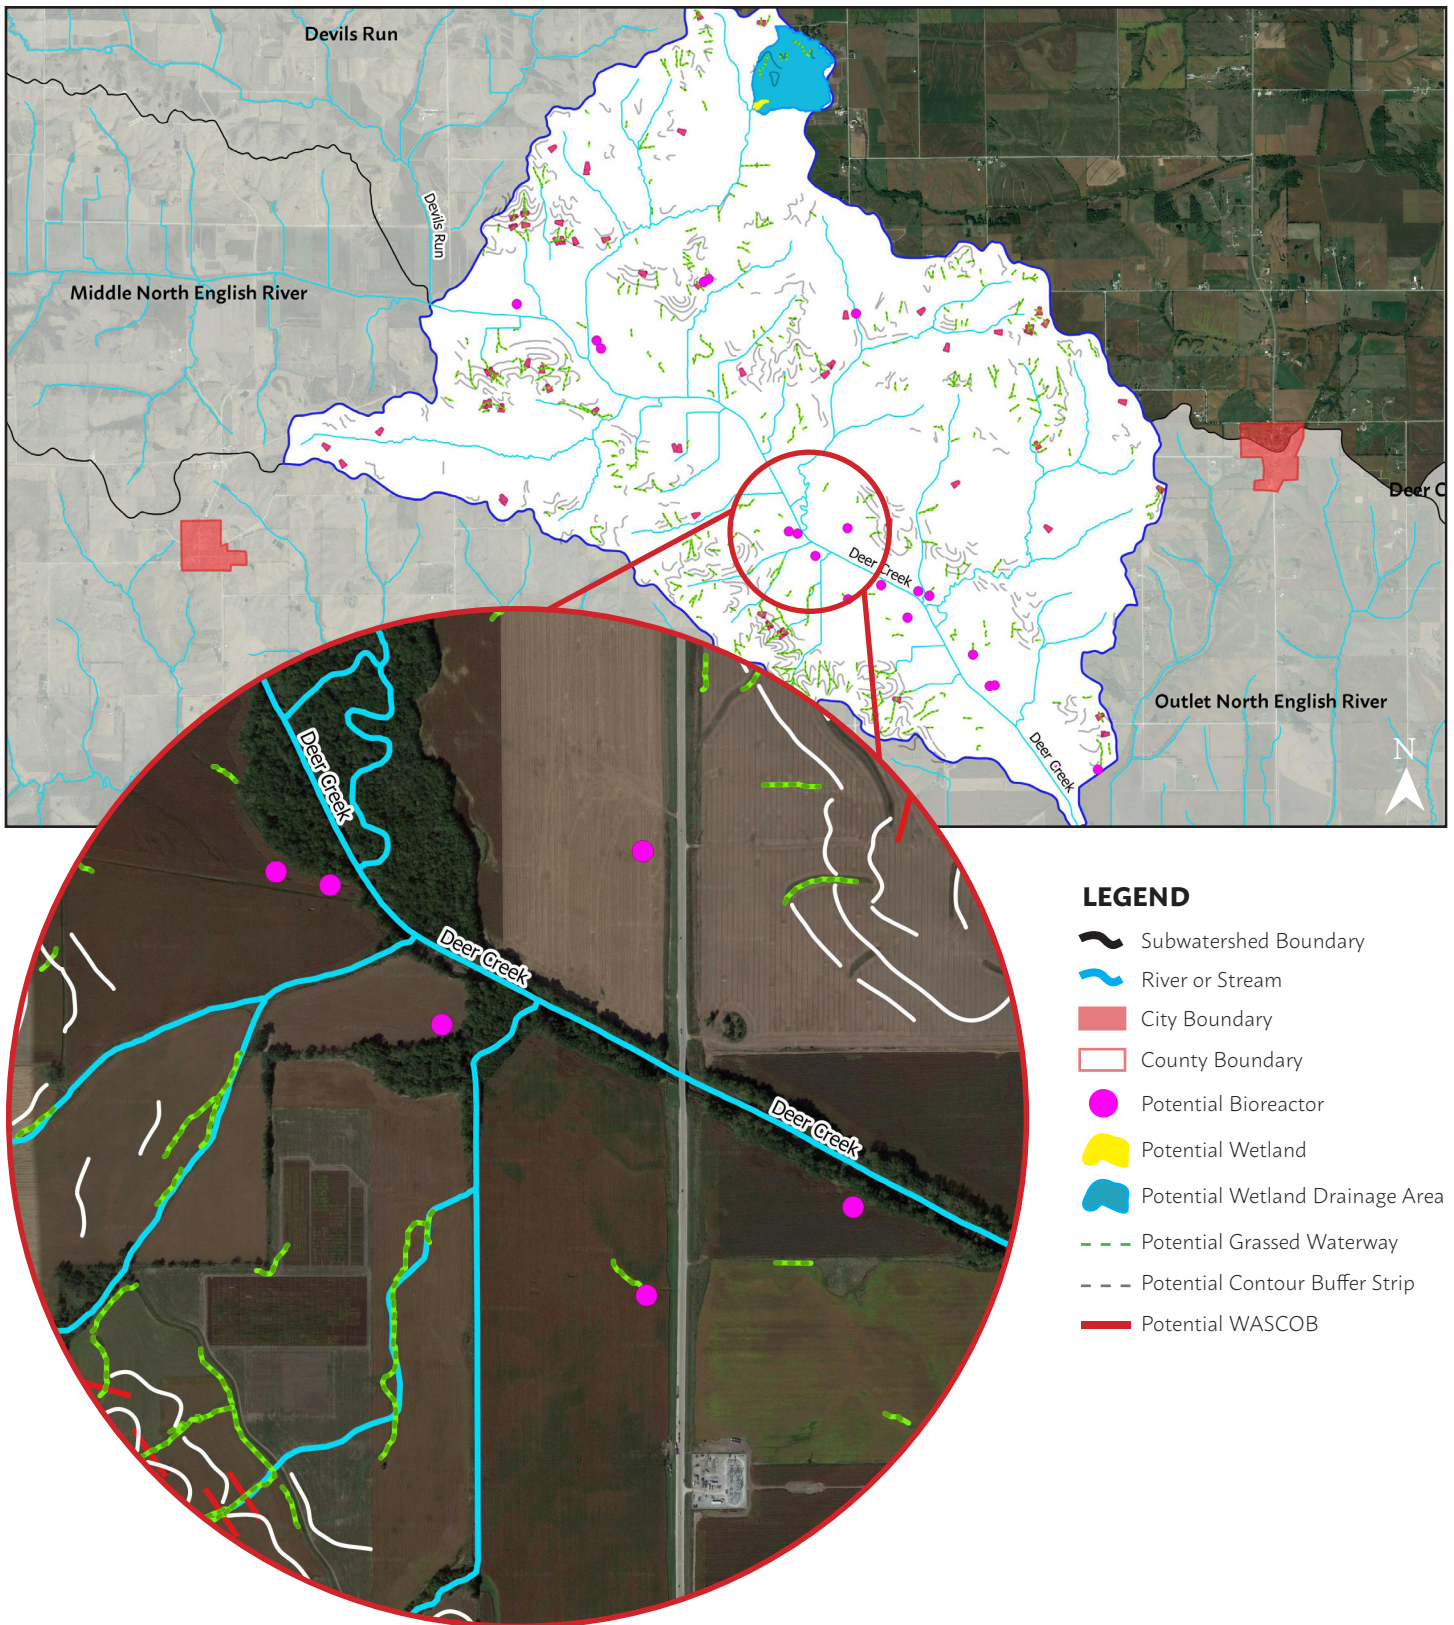 Devils Run
Devils Run
Middle North English River
Deer C
Deer Creek
Outlet North English River
Deer Creek
N
Deer Creek
Deer Creek
Deer Creek
LEGEND
Subwatershed Boundary
River or Stream
City Boundary
County Boundary
Potential Bioreactor
Potential Wetland
Potential Wetland Drainage Area
Potential Grassed Waterway
Potential Contour Buffer Strip
Potential WASCOB